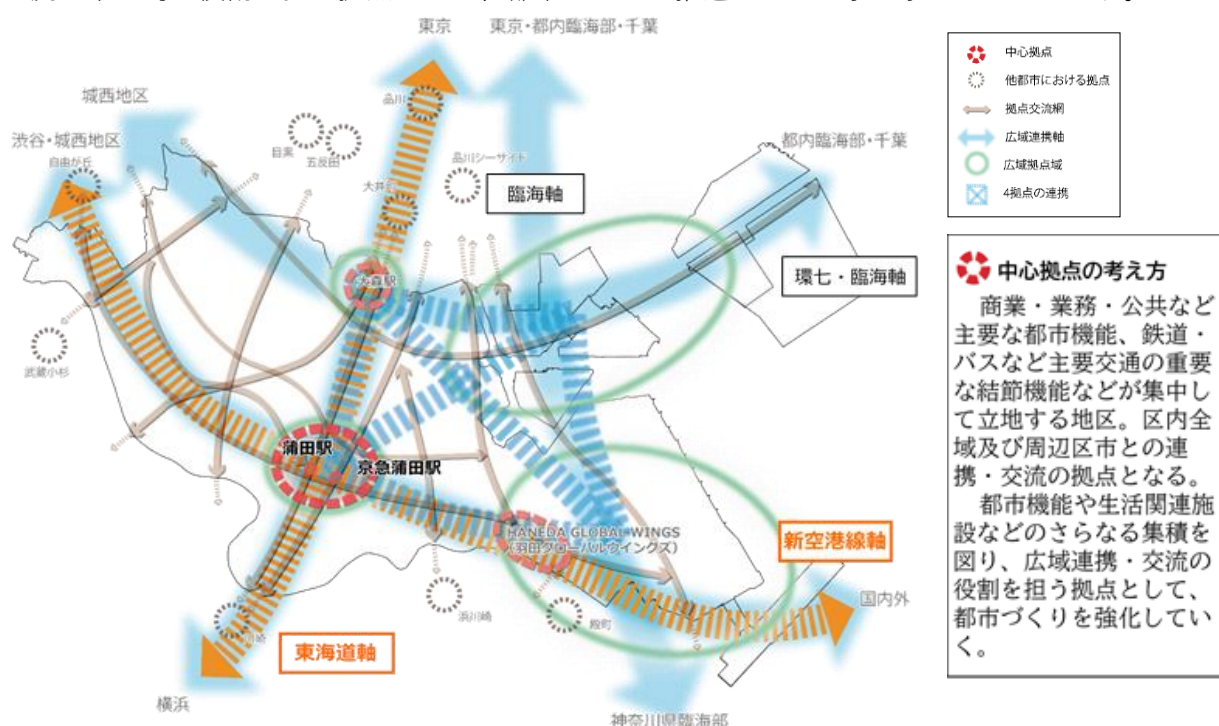 東京
東京・都内臨海部・千葉
城西地区
渋谷・城西地区
自由が丘
品川
目黒
五反田
大井町
品川シーサイド
臨海軸
都内臨海部・千葉
環七・臨海軸
大森駅
武蔵小杉
蒲田駅
京急蒲田駅
HANEDA GLOBAL WINGS
(羽田グローバルウイングズ)
新空港線軸
国内外
川崎
浜川崎
殿町
東海道軸
横浜
神奈川県臨海部
中心拠点
他都市における拠点
拠点交流網
広域連携軸
広域拠点域
4拠点の連携
中心拠点の考え方
商業・業務・公共など
主要な都市機能、鉄道・
バスなど主要交通の重要
な結節機能などが集中し
て立地する地区。区内全
域及び周辺区市との連
携・交流の拠点となる。
都市機能や生活関連施
設などのさらなる集積を
図り、広域連携・交流の
役割を担う拠点として、
都市づくりを強化してい
く。